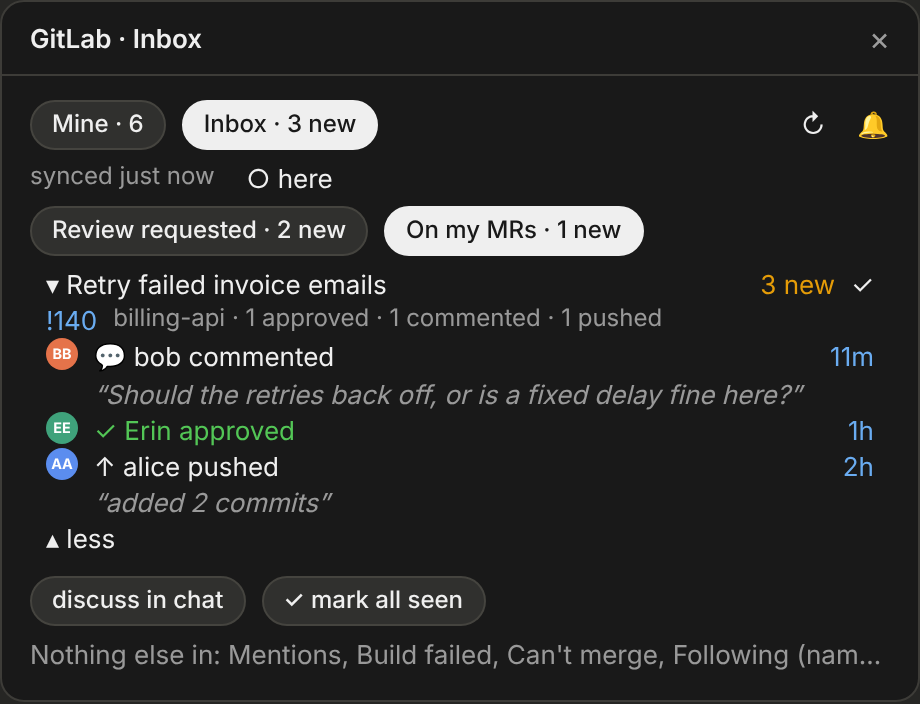 GitLab · Inbox ×
Mine · 6 Inbox · 3 new ↻ 🔔
synced just now ○ here
Review requested · 2 new On my MRs · 1 new
▾ Retry failed invoice emails 3 new ✓
!140 billing-api · 1 approved · 1 commented · 1 pushed
BB 💬 bob commented 11m
“Should the retries back off, or is a fixed delay fine here?”
EE ✓ Erin approved 1h
AA ↑ alice pushed 2h
“added 2 commits”
▴ less
discuss in chat ✓ mark all seen
Nothing else in: Mentions, Build failed, Can't merge, Following (nam...